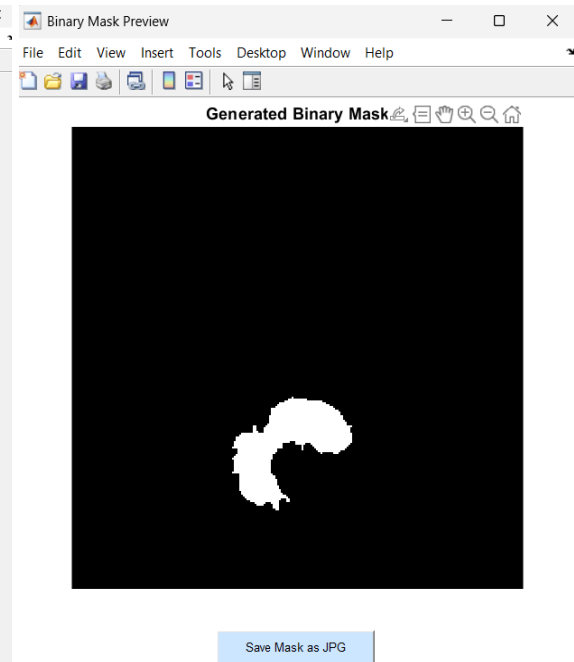 Binary Mask Preview
File Edit View Insert Tools Desktop Window Help
Generated Binary Mask
Save Mask as JPG